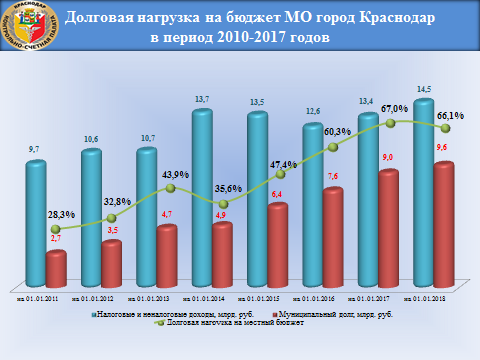 Долговая нагрузка на бюджет МО город Краснодар
в период 2010-2017 годов
КРАСНОДАР
КОНТРОЛЬНО-СЧЕТНАЯ ПАЛАТА
9,7
10,6
10,7
13,7
13,5
12,6
13,4
14,5
28,3%
32,8%
43,9%
35,6%
47,4%
60,3%
67,0%
66,1%
2,7
3,5
4,7
4,9
6,4
7,6
9,0
9,6
на 01.01.2011
на 01.01.2012
на 01.01.2013
на 01.01.2014
на 01.01.2015
на 01.01.2016
на 01.01.2017
на 01.01.2018
Налоговые и неналоговые доходы, млрд. руб.
Муниципальный долг, млрд. руб.
Долговая нагрузка на местный бюджет